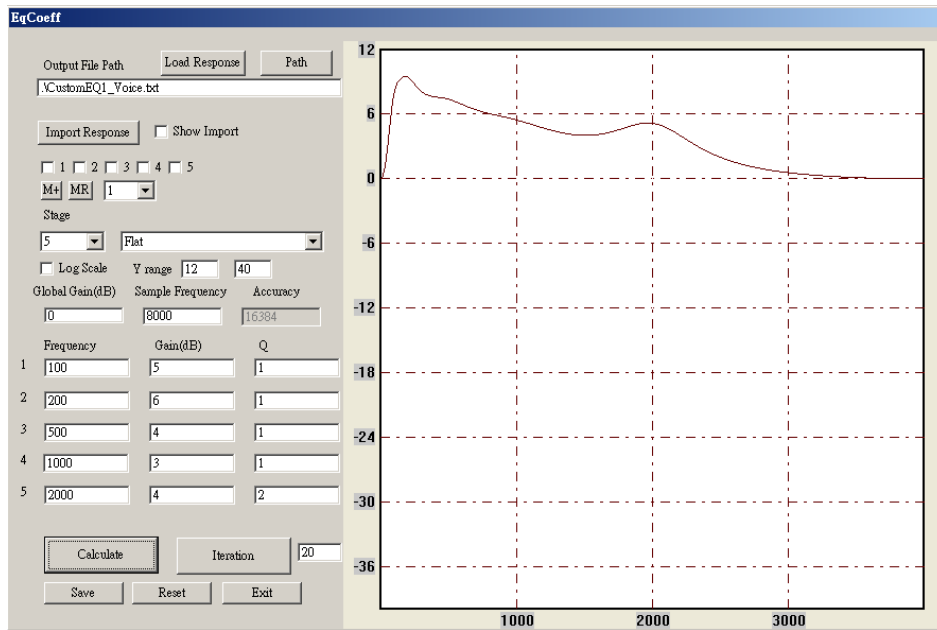 EqCoeff
Output File Path Load Response Path
.\CustomEQ1_Voice.txt
Import Response Show Import
1 2 3 4 5
M+ MR 1
Stage
5 Flat
Log Scale Y range 12 40
Global Gain(dB) Sample Frequency Accuracy
0 8000 16384
Frequency Gain(dB) Q
1 100 5 1
2 200 6 1
3 500 4 1
4 1000 3 1
5 2000 4 2
Calculate Iteration 20
Save Reset Exit
12
6
0
-6
-12
-18
-24
-30
-36
1000 2000 3000